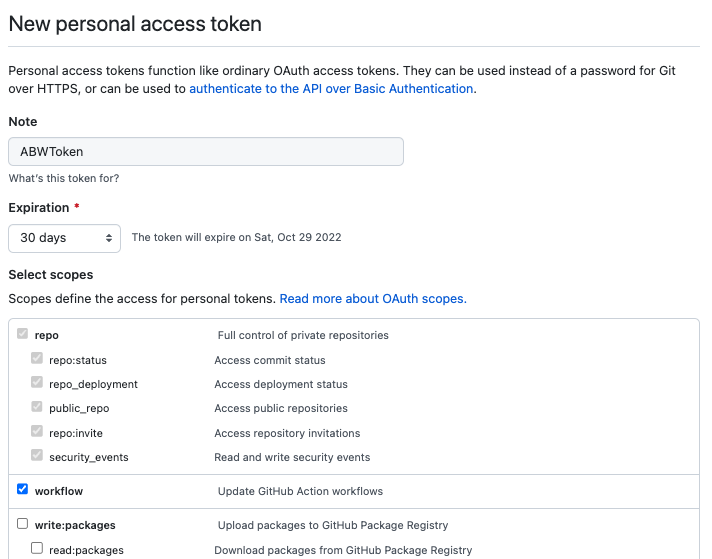 New personal access token
Personal access tokens function like ordinary OAuth access tokens. They can be used instead of a password for Git
over HTTPS, or can be used to authenticate to the API over Basic Authentication.
Note
ABWToken
What's this token for?
Expiration *
30 days The token will expire on Sat, Oct 29 2022
Select scopes
Scopes define the access for personal tokens. Read more about OAuth scopes.
repo Full control of private repositories
repo:status Access commit status
repo_deployment Access deployment status
public_repo Access public repositories
repo:invite Access repository invitations
security_events Read and write security events
workflow Update GitHub Action workflows
write:packages Upload packages to GitHub Package Registry
read:packages Download packages from GitHub Package Registry